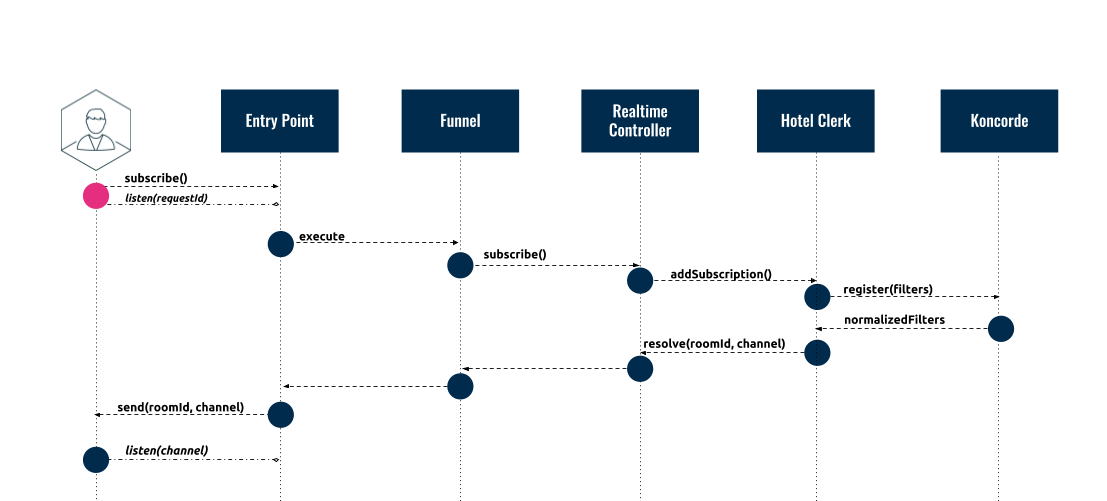 Entry Point
Funnel
Realtime
Controller
Hotel Clerk
Koncorde
subscribe()
listen(requestId)
execute
subscribe()
addSubscription()
register(filters)
normalizedFilters
resolve(roomId, channel)
send(roomId, channel)
listen(channel)